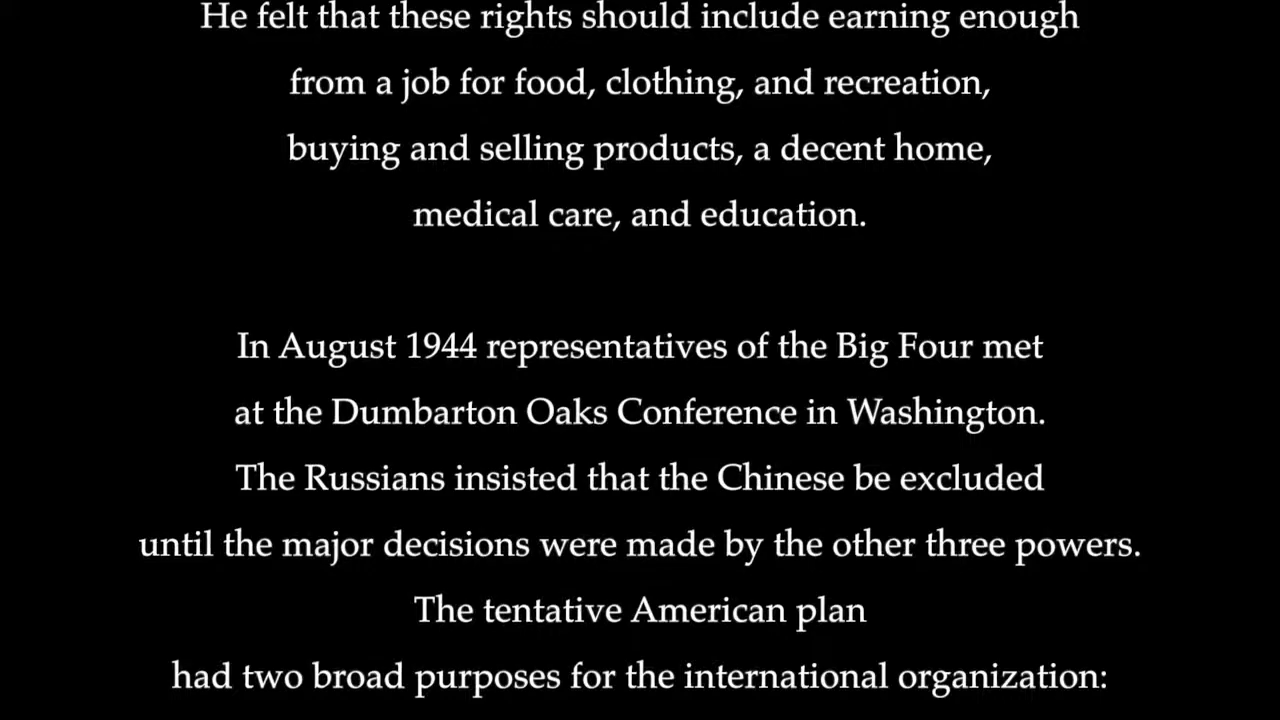 He felt that these rights should include earning enough
from a job for food, clothing, and recreation,
buying and selling products, a decent home,
medical care, and education.
In August 1944 representatives of the Big Four met
at the Dumbarton Oaks Conference in Washington.
The Russians insisted that the Chinese be excluded
until the major decisions were made by the other three powers.
The tentative American plan
had two broad purposes for the international organization: